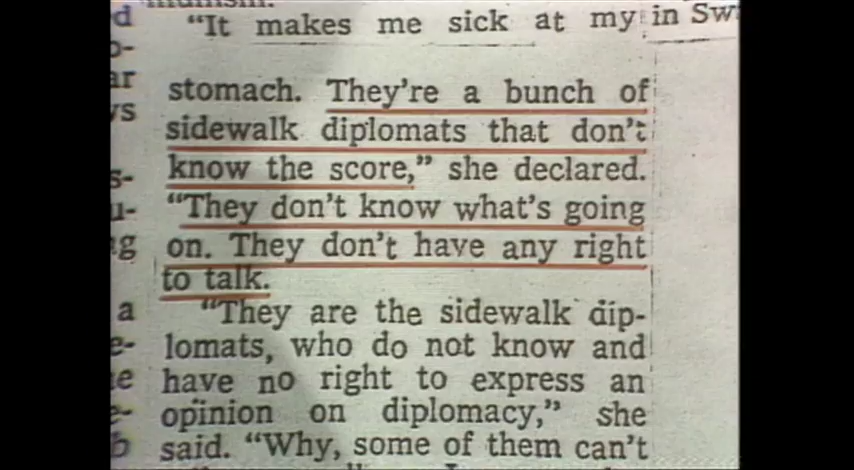 “It makes me sick at my in Sw
stomach. They’re a bunch of
sidewalk diplomats that don’t
know the score,” she declared.
“They don’t know what’s going
on. They don’t have any right
to talk.
“They are the sidewalk dip-
lomats, who do not know and
have no right to express an
opinion on diplomacy,” she
said. “Why, some of them can’t